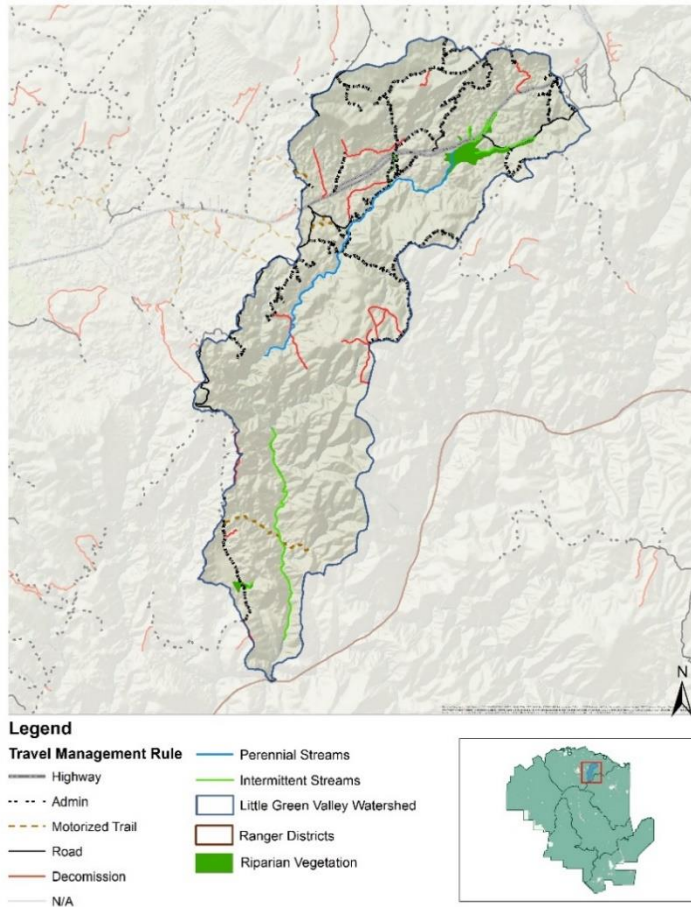 N
Legend
Travel Management Rule
Highway
Admin
Motorized Trail
Road
Decomission
N/A
Perennial Streams
Intermittent Streams
Little Green Valley Watershed
Ranger Districts
Riparian Vegetation